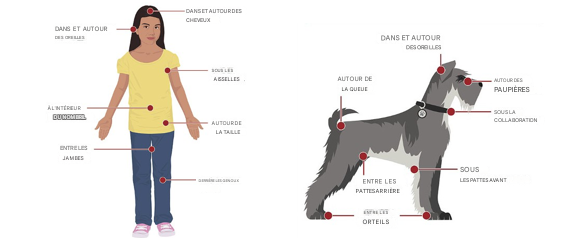 DANS ET AUTOUR DES
CHEVEUX
DANS ET AUTOUR
DES OREILLES
SOUS LES
AISSELLES
À L'INTÉRIEUR
DU NOMBRIL
AUTOUR DE
LA TAILLE
ENTRE LES
JAMBES
DERRIÈRE LES GENOUX
DANS ET AUTOUR
DES OREILLES
AUTOUR DE
LA QUEUE
AUTOUR DES
PAUPIÈRES
SOUS LA
COLLABORATION
SOUS
LES PATTES AVANT
ENTRE LES
PATTES ARRIÈRE
ENTRE LES
ORTEILS